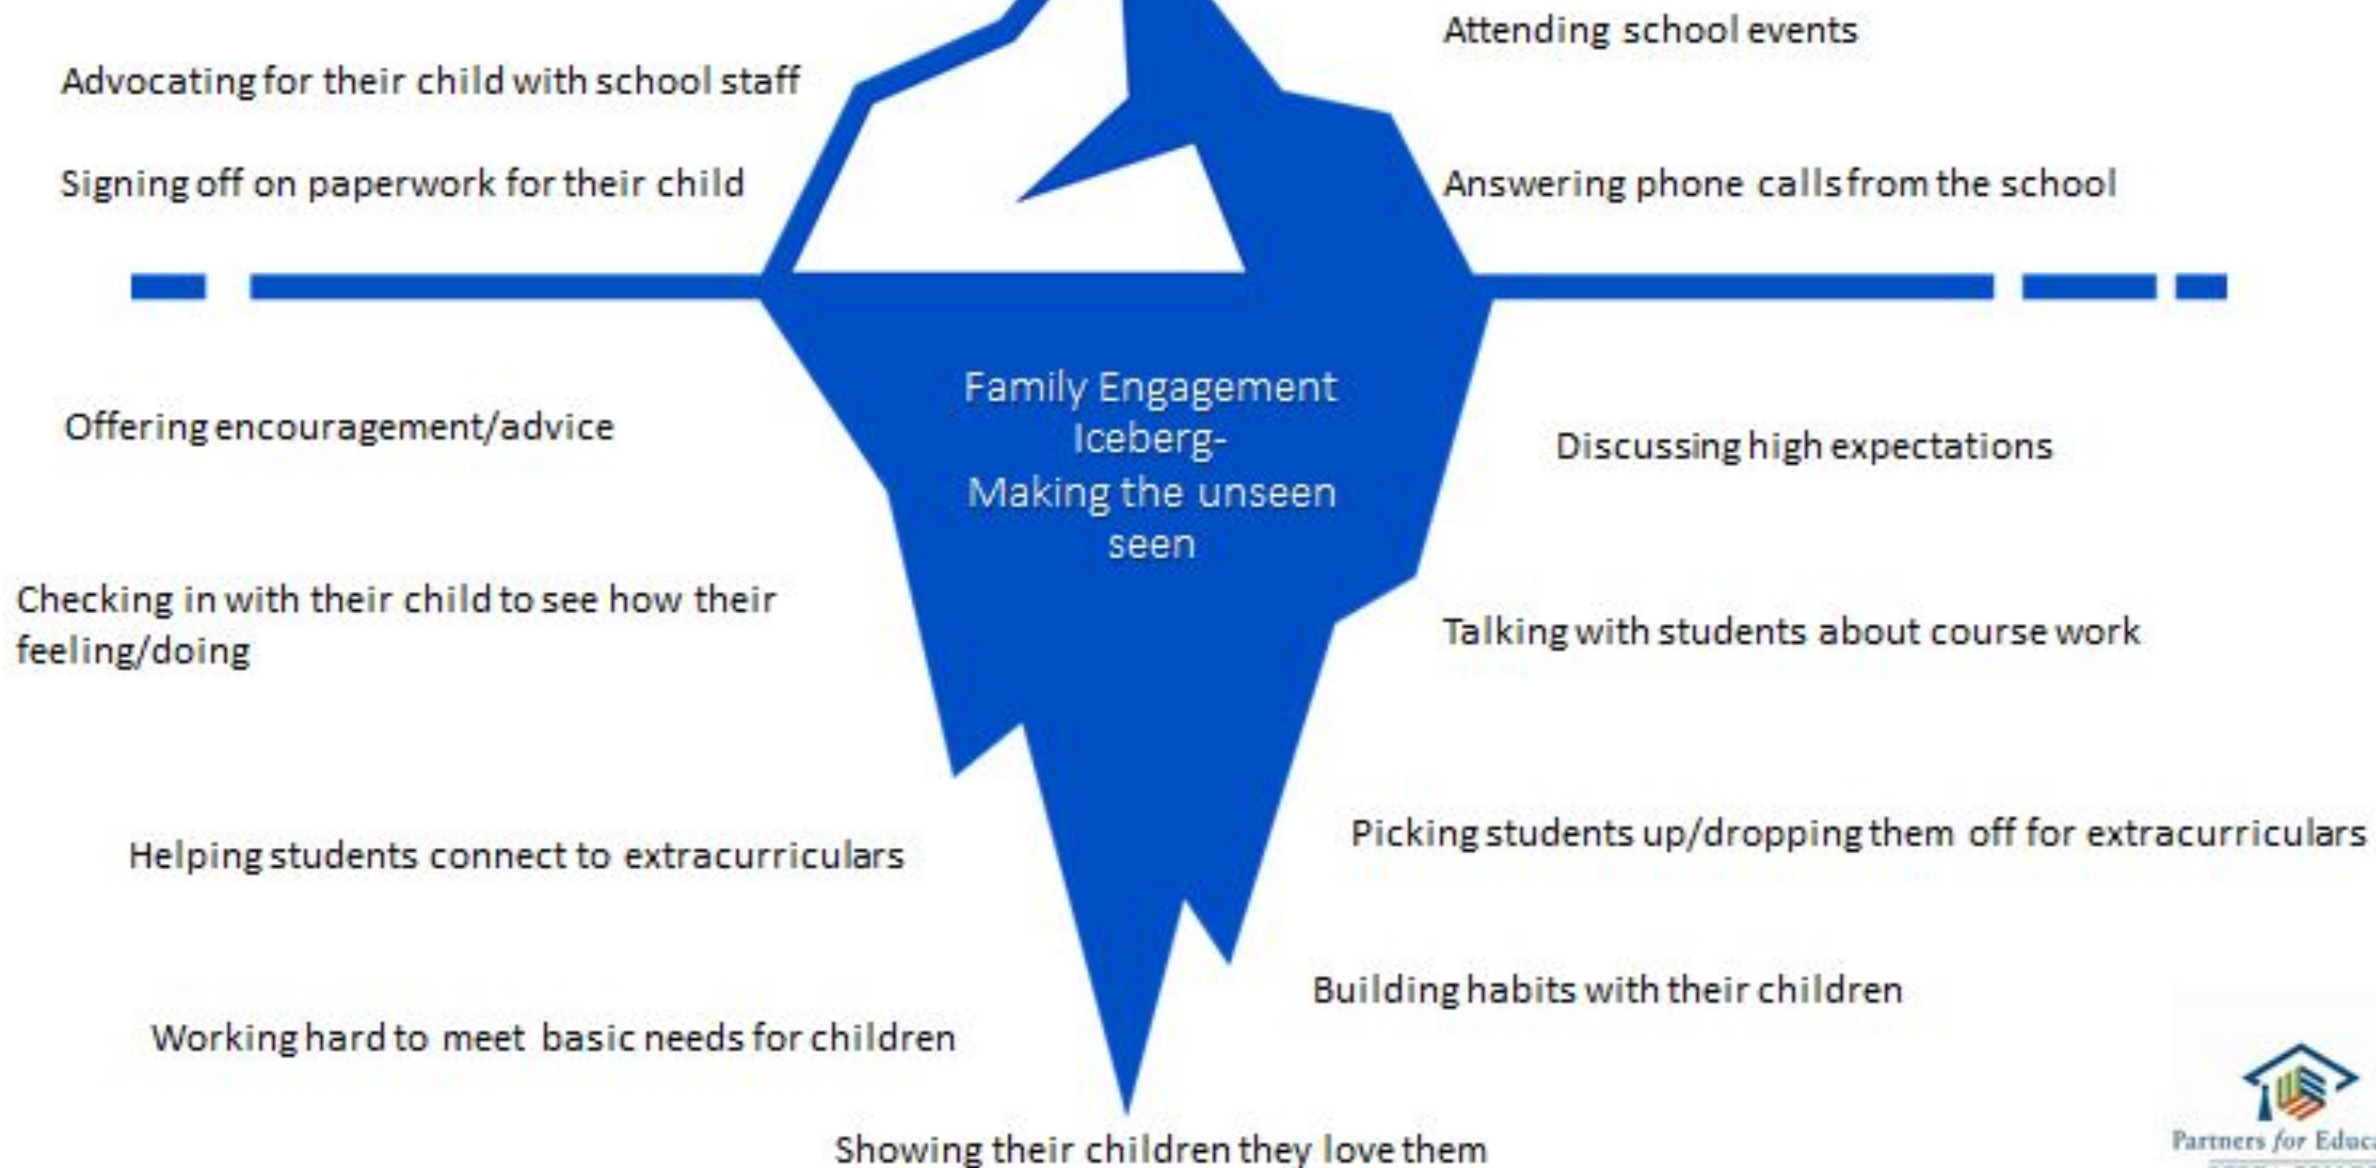 Attending school events
Advocating for their child with school staff
Signing off on paperwork for their child
Answering phone calls from the school
Family Engagement
Iceberg-
Making the unseen
seen
Offering encouragement/advice
Discussing high expectations
Checking in with their child to see how their
feeling/doing
Talking with students about course work
Helping students connect to extracurriculars
Picking students up/dropping them off for extracurriculars
Building habits with their children
Working hard to meet basic needs for children
Showing their children they love them
Partners for Educa